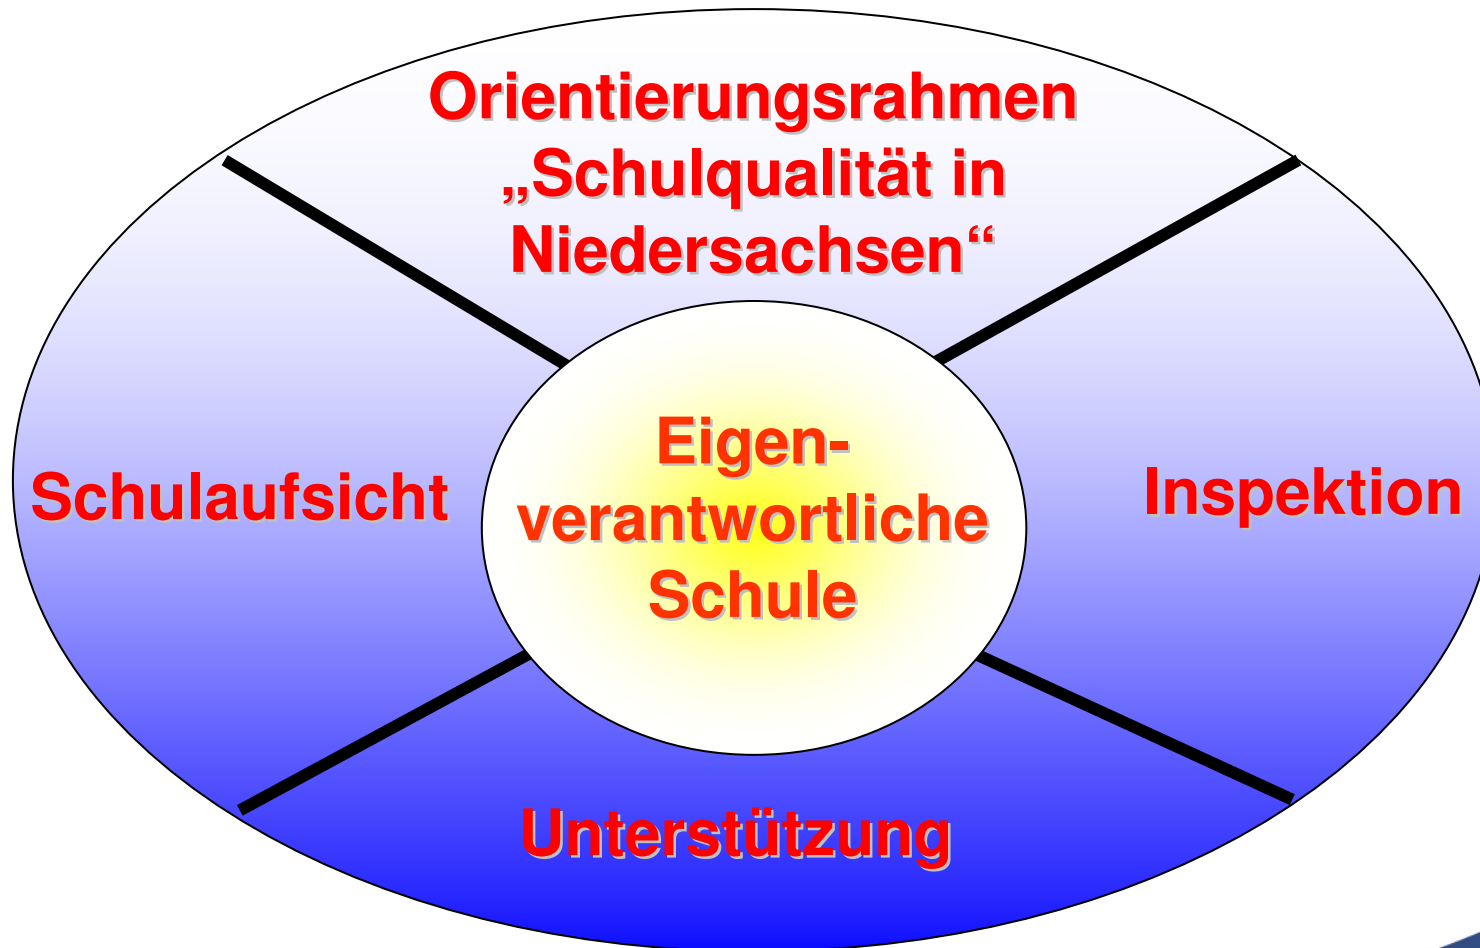 Orientierungsrahmen
„Schulqualität in
Niedersachsen“
Eigen-
verantwortliche
Schule
Schulaufsicht
Inspektion
Unterstützung